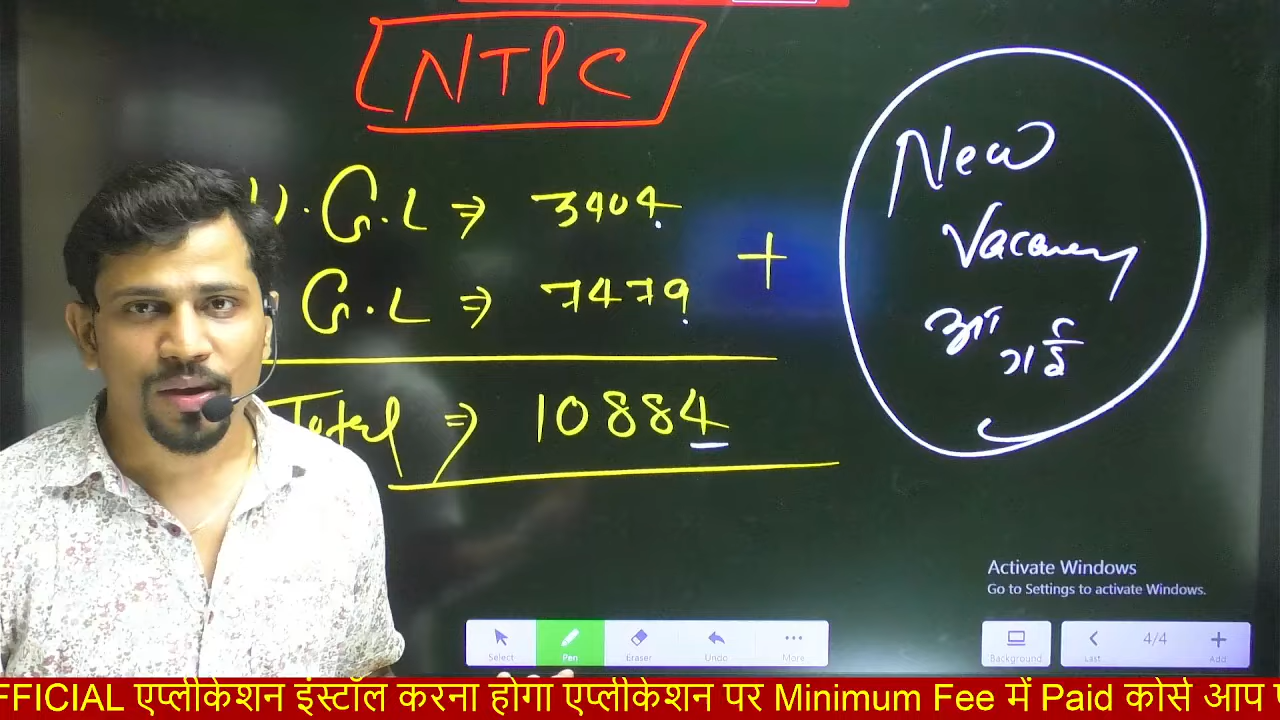 NTPC
U.G.L ⇒ 3404
G.L ⇒ 7479
+
Total ⇒ 10884
New
Vacancy
आ
गई
Activate Windows
Go to Settings to activate Windows.
Select
Pen
Eraser
Undo
More
Background
Last
4/4
Add
FFICIAL एप्लीकेशन इंस्टॉल करना होगा एप्लीकेशन पर Minimum Fee में Paid कोर्स आप